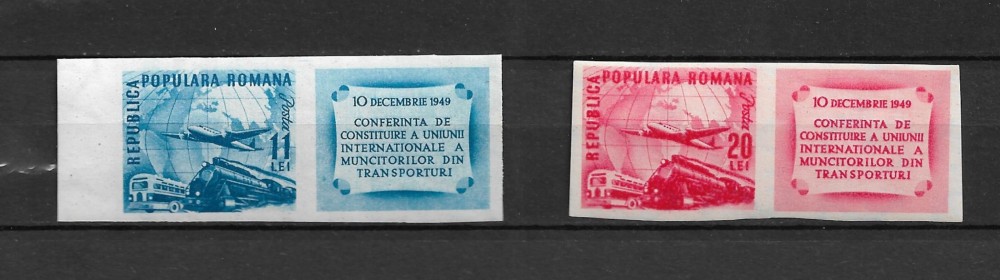 REPUBLICA
POPULARA ROMANA
Posta
11
LEI
10 DECEMBRIE 1949
CONFERINTA DE
CONSTITUIRE A UNIUNII
INTERNATIONALE A
MUNCITORILOR DIN
TRANSPORTURI
REPUBLICA
POPULARA ROMANA
Posta
20
LEI
10 DECEMBRIE 1949
CONFERINTA DE
CONSTITUIRE A UNIUNII
INTERNATIONALE A
MUNCITORILOR DIN
TRANSPORTURI